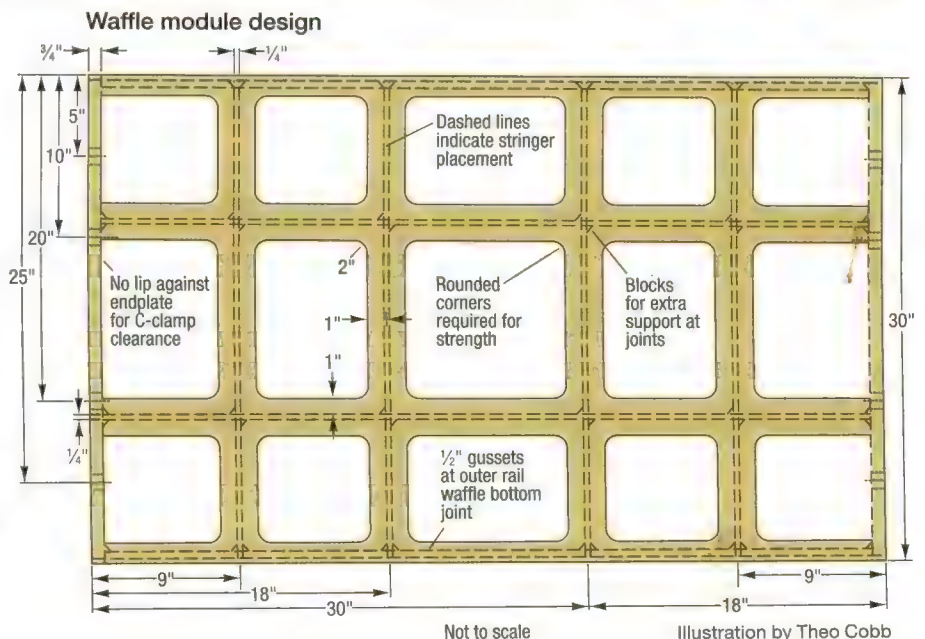 Waffle module design
¾"
¼"
5"
10"
20"
25"
Dashed lines
indicate stringer
placement
No lip against
endplate
for C-clamp
clearance
2"
1"
1"
Rounded
corners
required for
strength
Blocks
for extra
support at
joints
30"
¼"
½" gussets
at outer rail
waffle bottom
joint
9"
18"
30"
9"
18"
Not to scale
Illustration by Theo Cobb